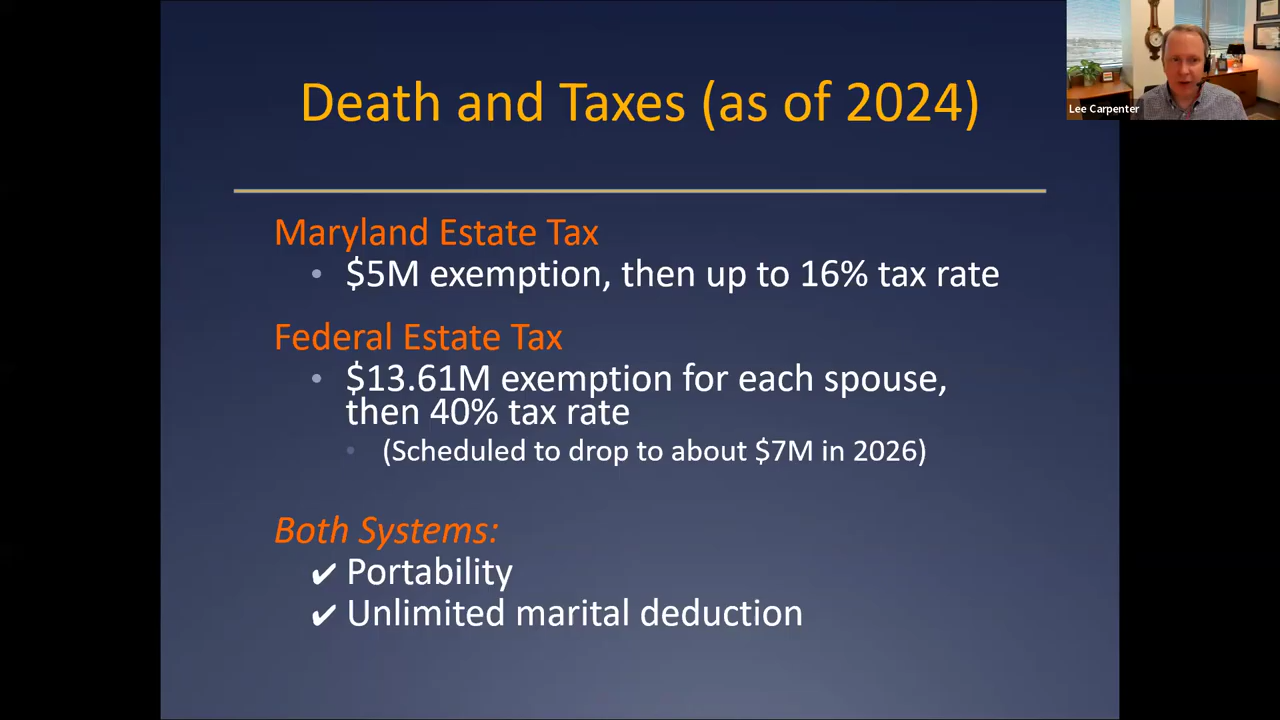 Death and Taxes (as of 2024)
Lee Carpenter
Maryland Estate Tax
• $5M exemption, then up to 16% tax rate
Federal Estate Tax
• $13.61M exemption for each spouse,
then 40% tax rate
• (Scheduled to drop to about $7M in 2026)
Both Systems:
✔ Portability
✔ Unlimited marital deduction